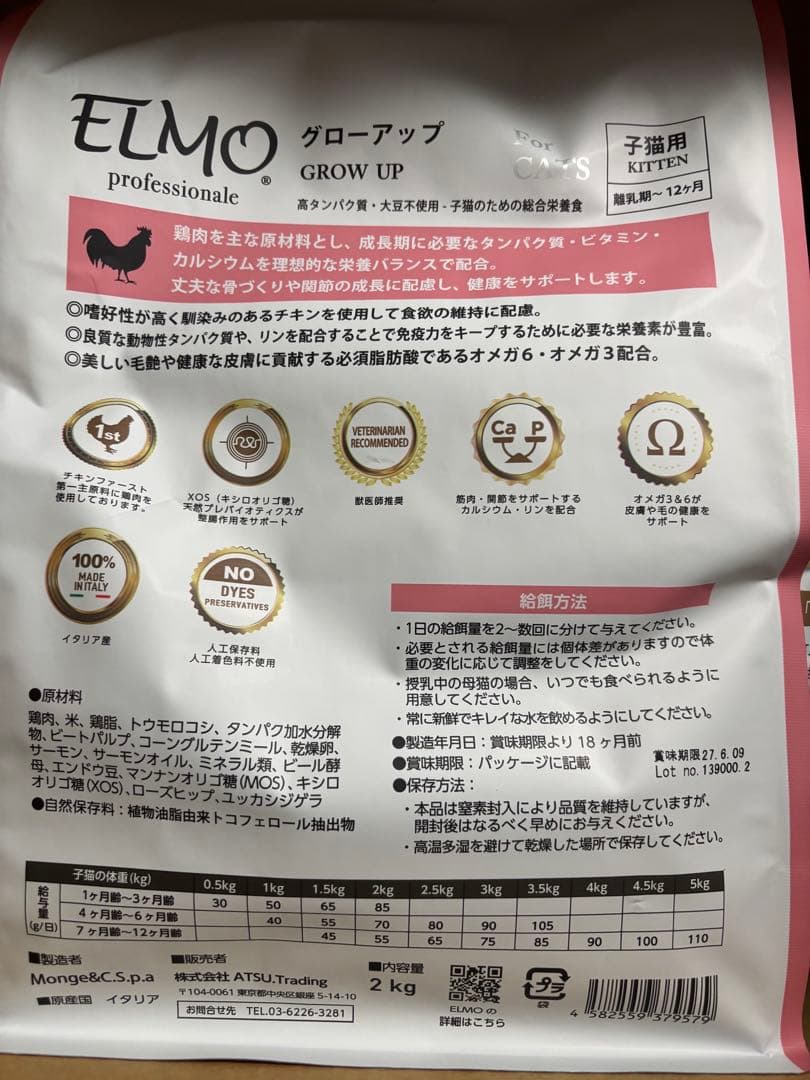 ELMO®
professionale
グローアップ
GROW UP
For
CATS
子猫用
KITTEN
離乳期～12ヶ月
高タンパク質・大豆不使用 - 子猫のための総合栄養食
鶏肉を主な原材料とし、成長期に必要なタンパク質・ビタミン・
カルシウムを理想的な栄養バランスで配合。
丈夫な骨づくりや関節の成長に配慮し、健康をサポートします。
◎嗜好性が高く馴染みのあるチキンを使用して食欲の維持に配慮。
◎良質な動物性タンパク質や、リンを配合することで免疫力をキープするために必要な栄養素が豊富。
◎美しい毛艶や健康な皮膚に貢献する必須脂肪酸であるオメガ6・オメガ3配合。
1st
チキンファースト
第一主原料に鶏肉を
使用しております。
XOS（キシロオリゴ糖）
天然プレバイオティクスが
整腸作用をサポート
VETERINARIAN
RECOMMENDED
獣医師推奨
Ca P
筋肉・関節をサポートする
カルシウム・リンを配合
Ω
オメガ3＆6が
皮膚や毛の健康を
サポート
100%
MADE
IN ITALY
イタリア産
NO
DYES
PRESERVATIVES
人工保存料
人工着色料不使用
給餌方法
・1日の給餌量を2～数回に分けて与えてください。
・必要とされる給餌量には個体差がありますので体
重の変化に応じて調整をしてください。
・授乳中の母猫の場合、いつでも食べられるように
用意してください。
・常に新鮮でキレイな水を飲めるようにしてください。
●製造年月日：賞味期限より18ヶ月前
●賞味期限：パッケージに記載
賞味期限27.6.09
Lot no.139000.2
●保存方法：
・本品は窒素封入により品質を維持していますが、
開封後はなるべく早めにお与えください。
・高温多湿を避けて乾燥した場所で保存してください。
●原材料
鶏肉、米、鶏脂、トウモロコシ、タンパク加水分解
物、ビートパルプ、コーングルテンミール、乾燥卵、
サーモン、サーモンオイル、ミネラル類、ビール酵
母、エンドウ豆、マンナンオリゴ糖（MOS）、キシロ
オリゴ糖（XOS）、ローズヒップ、ユッカシジゲラ
●自然保存料：植物油脂由来トコフェロール抽出物
子猫の体重(kg) 0.5kg 1kg 1.5kg 2kg 2.5kg 3kg 3.5kg 4kg 4.5kg 5kg
給与量(g/日)
1ヶ月齢～3ヶ月齢 30 50 65 85
4ヶ月齢～6ヶ月齢 40 55 70 80 90 105
7ヶ月齢～12ヶ月齢 45 55 65 75 85 90 100 110
■製造者
Monge&C.S.p.a
■原産国 イタリア
■販売者
株式会社 ATSU.Trading
〒104-0061 東京都中央区銀座 5-14-10
お問合せ先 TEL.03-6226-3281
■内容量
2 kg
ELMO の
詳細はこちら
プラ
袋
4 582559 379579